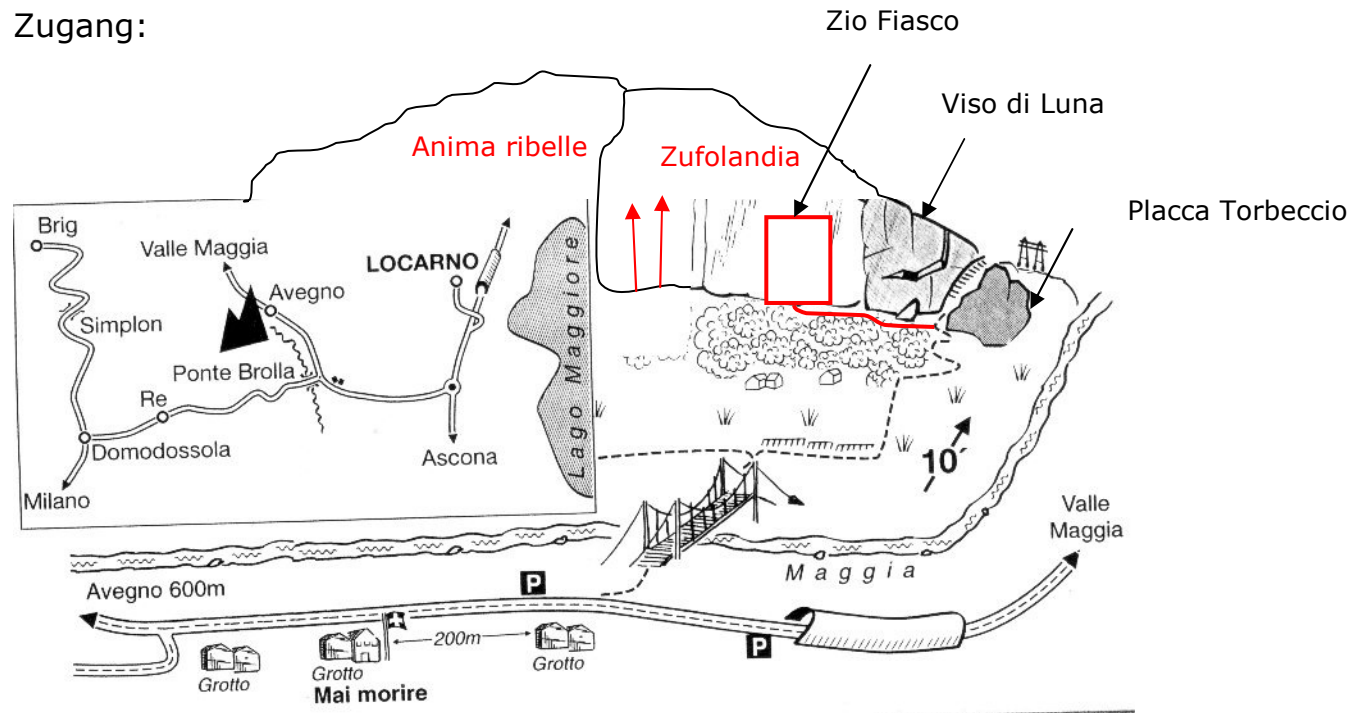 Zugang:
Zio Fiasco
Viso di Luna
Anima ribelle
Zufolandia
Placca Torbeccio
Brig
Valle Maggia
LOCARNO
Avegno
Simplon
Ponte Brolla
Re
Domodossola
Ascona
Milano
Lago Maggiore
10´
Valle
Maggia
Maggia
Avegno 600m
P
200m
P
Grotto
Grotto
Grotto
Mai morire